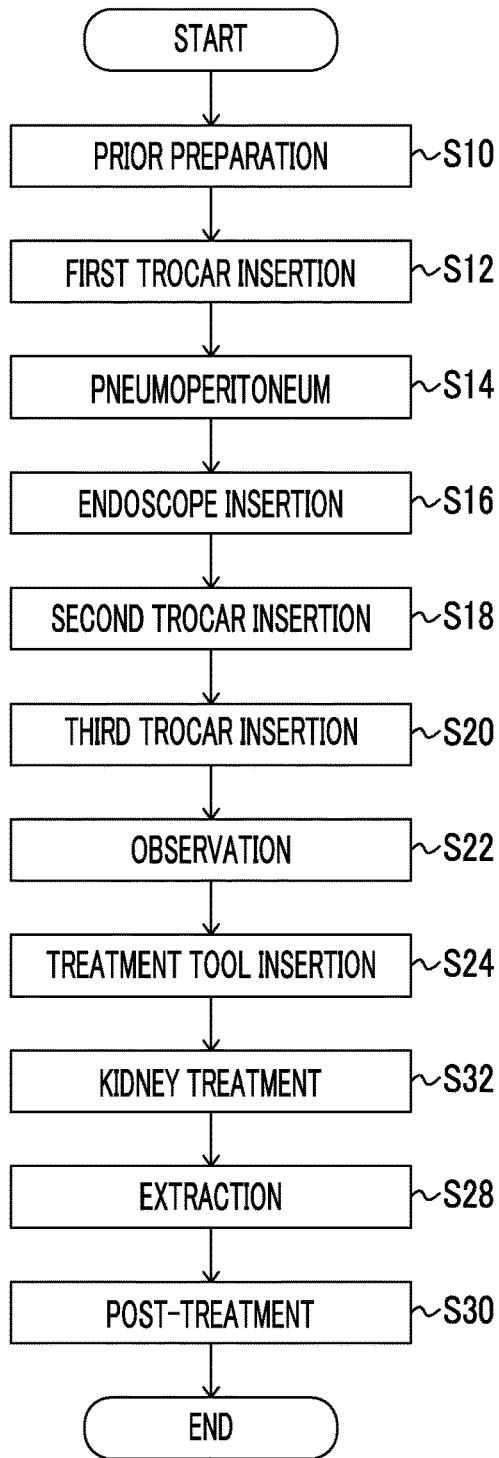 START
PRIOR PREPARATION S10
FIRST TROCAR INSERTION S12
PNEUMOPERITONEUM S14
ENDOSCOPE INSERTION S16
SECOND TROCAR INSERTION S18
THIRD TROCAR INSERTION S20
OBSERVATION S22
TREATMENT TOOL INSERTION S24
KIDNEY TREATMENT S32
EXTRACTION S28
POST-TREATMENT S30
END